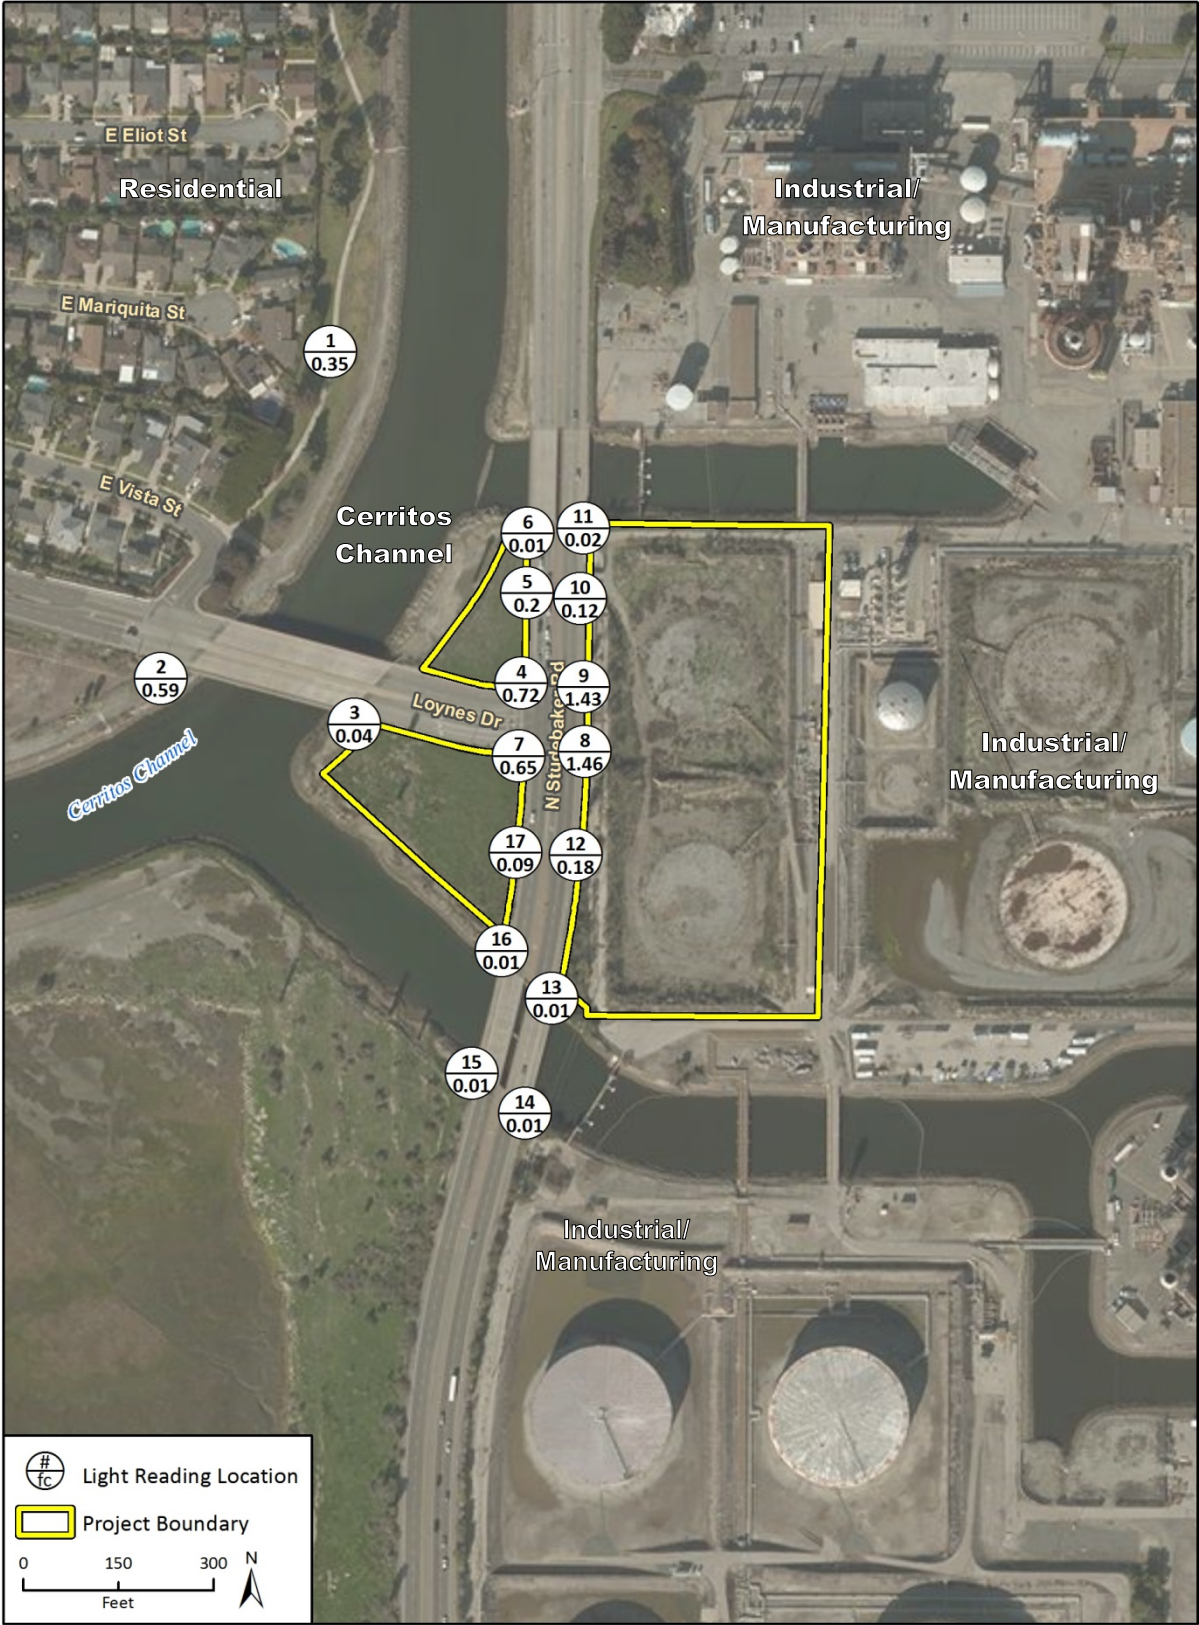 E Eliot St
Residential
Industrial/
Manufacturing
E Mariquita St
1
0.35
E Vista St
Cerritos
Channel
6
0.01
11
0.02
5
0.2
10
0.12
2
0.59
4
0.72
9
1.43
Loynes Dr
N Studebaker Rd
3
0.04
7
0.65
8
1.46
Industrial/
Manufacturing
Cerritos Channel
17
0.09
12
0.18
16
0.01
13
0.01
15
0.01
14
0.01
Industrial/
Manufacturing
#
fc
Light Reading Location
Project Boundary
0 150 300
Feet
N